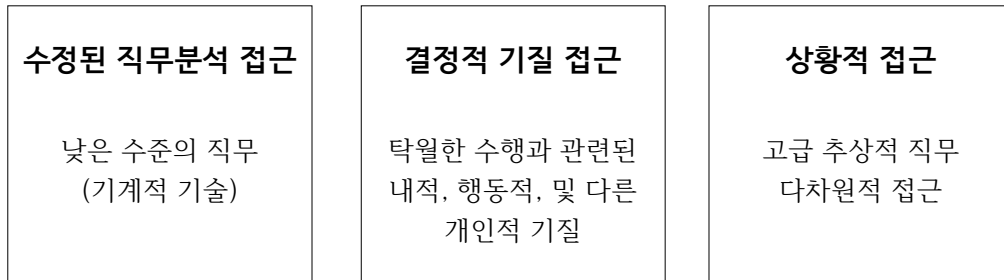 수정된 직무분석 접근
낮은 수준의 직무
(기계적 기술)
결정적 기질 접근
탁월한 수행과 관련된
내적, 행동적, 및 다른
개인적 기질
상황적 접근
고급 추상적 직무
다차원적 접근